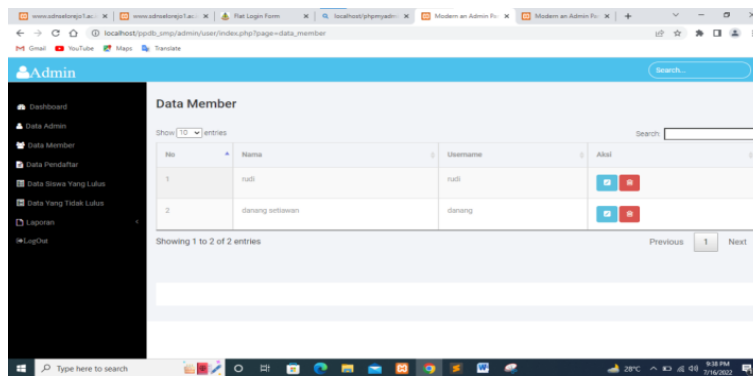 www.sdnselorejo1.ac.i
www.sdnselorejo1.ac.i
Flat Login Form
localhost/phpmyadmi
Modern an Admin Pa
Modern an Admin Pa
localhost/ppdb_smp/admin/user/index.php?page=data_member
Gmail YouTube Maps Translate
Admin
Search...
Dashboard
Data Admin
Data Member
Data Pendaftar
Data Siswa Yang Lulus
Data Yang Tidak Lulus
Laporan
LogOut
Data Member
Show 10 entries
Search:
No Nama Username Aksi
1 rudi rudi
2 danang setiawan danang
Showing 1 to 2 of 2 entries
Previous 1 Next
Type here to search
28°C
9:38 PM
7/16/2022